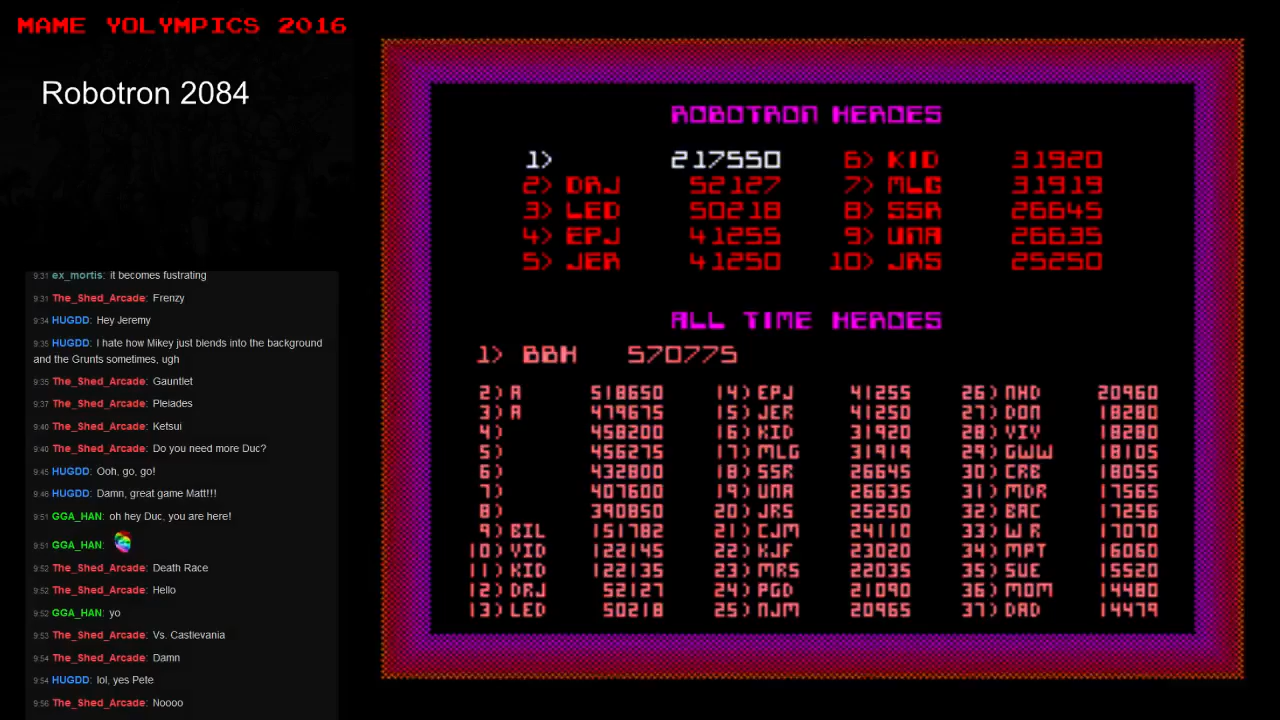 MAME YOLYMPICS 2016
Robotron 2084
9:31 ex_mortis: it becomes fustrating
9:31 The_Shed_Arcade: Frenzy
9:34 HUGDD: Hey Jeremy
9:35 HUGDD: I hate how Mikey just blends into the background
and the Grunts sometimes, ugh
9:35 The_Shed_Arcade: Gauntlet
9:37 The_Shed_Arcade: Pleiades
9:40 The_Shed_Arcade: Ketsui
9:40 The_Shed_Arcade: Do you need more Duc?
9:45 HUGDD: Ooh, go, go!
9:46 HUGDD: Damn, great game Matt!!!
9:51 GGA_HAN: oh hey Duc, you are here!
9:51 GGA_HAN:
9:52 The_Shed_Arcade: Death Race
9:52 The_Shed_Arcade: Hello
9:52 GGA_HAN: yo
9:53 The_Shed_Arcade: Vs. Castlevania
9:54 The_Shed_Arcade: Damn
9:54 HUGDD: lol, yes Pete
9:56 The_Shed_Arcade: Noooo
ROBOTRON HEROES
1) 217550 6) KID 31920
2) DRJ 52127 7) MLG 31919
3) LED 50218 8) SSR 26645
4) EPJ 41255 9) UNA 26635
5) JER 41250 10) JRS 25250
ALL TIME HEROES
1) BBH 570775
2) A 518650 14) EPJ 41255 26) NHD 20960
3) A 479675 15) JER 41250 27) DON 18280
4) 458200 16) KID 31920 28) VIV 18280
5) 456275 17) MLG 31919 29) GWW 18105
6) 432800 18) SSR 26645 30) CRB 18055
7) 407600 19) UNA 26635 31) MDR 17565
8) 390850 20) JRS 25250 32) BAC 17256
9) BIL 151782 21) CJM 24110 33) W R 17070
10) VID 122145 22) KJF 23020 34) MPT 16060
11) KID 122135 23) MRS 22035 35) SUE 15520
12) DRJ 52127 24) PGD 21090 36) MOM 14480
13) LED 50218 25) NJM 20965 37) DAD 14479